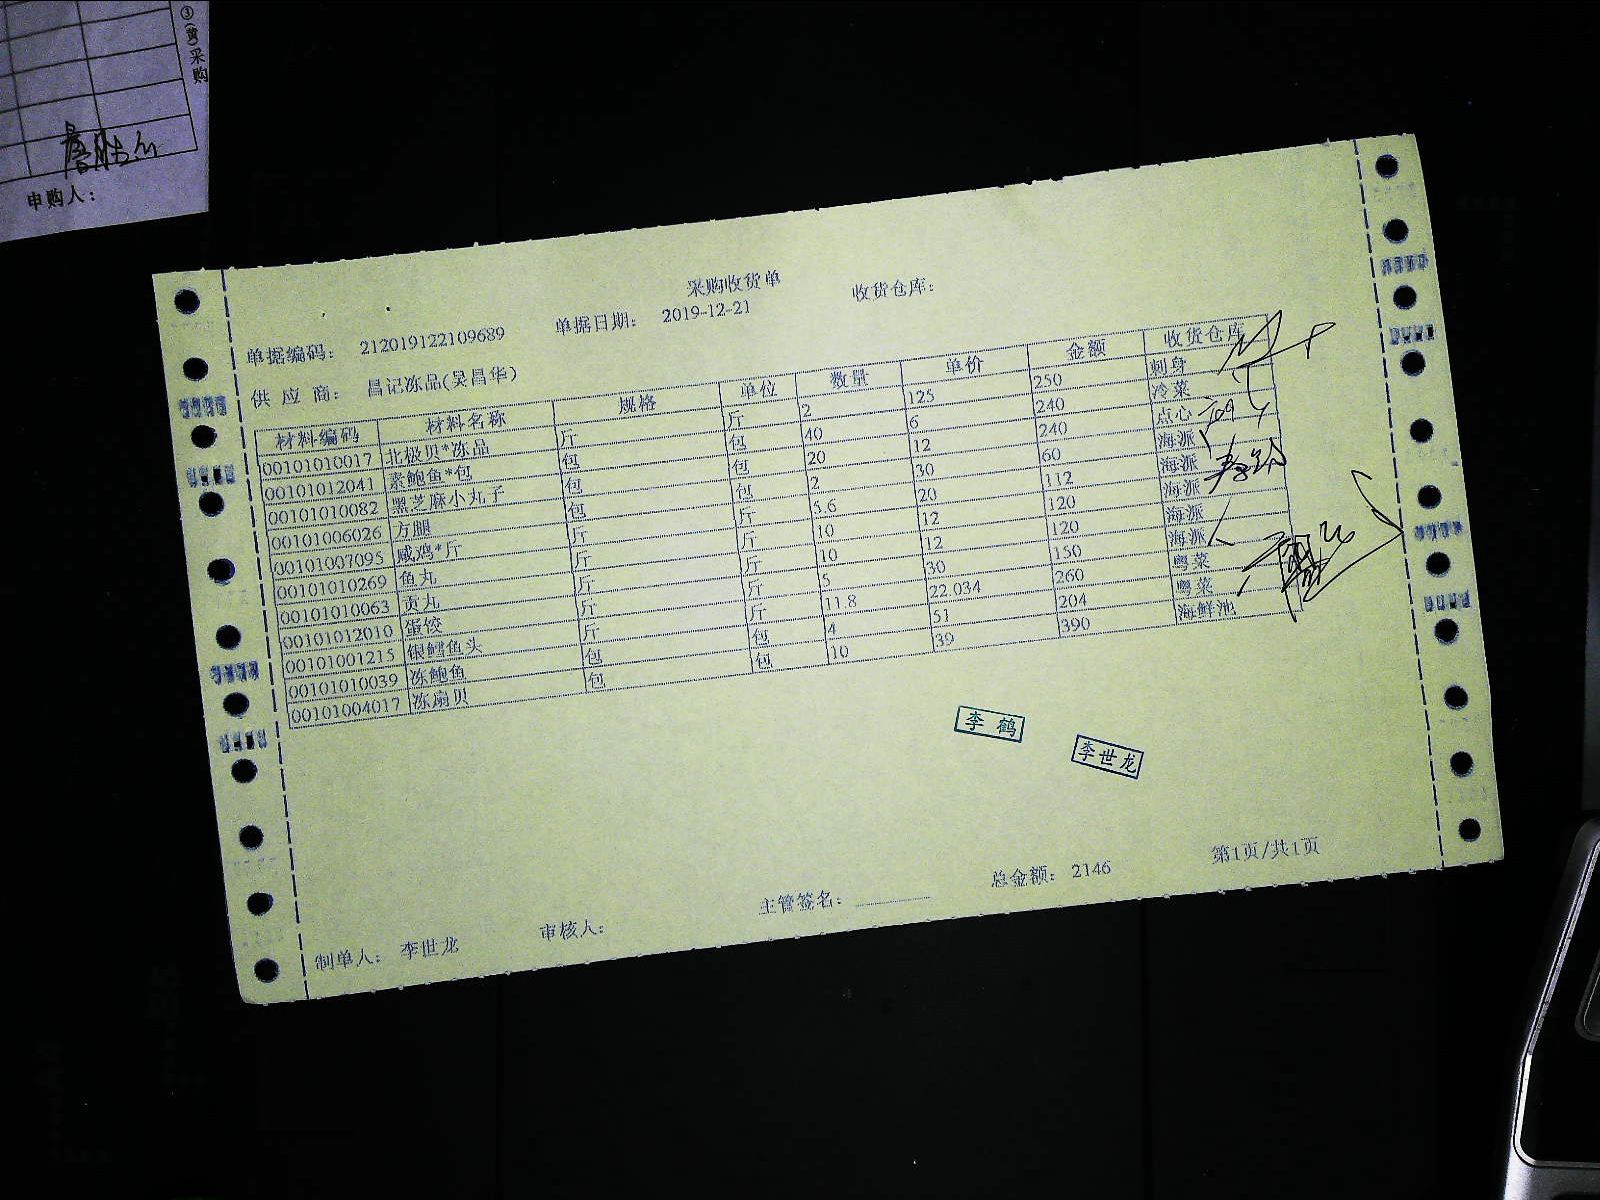 ③(黄)采购
申购人：
采购收货单
单据编码： 212019122109689 单据日期： 2019-12-21 收货仓库：
供 应 商： 昌记冻品(吴昌华)
材料编码 材料名称 规格 单位 数量 单价 金额 收货仓库
00101010017 北极贝*冻品 斤 斤 2 125 250 刺身
00101012041 素鲍鱼*包 包 包 40 6 240 冷菜
00101010082 黑芝麻小丸子 包 包 20 12 240 点心
00101006026 方腿 包 包 2 30 60 海派
00101007095 咸鸡*斤 斤 斤 5.6 20 112 海派
00101010269 鱼丸 斤 斤 10 12 120 海派
00101010063 贡丸 斤 斤 10 12 120 海派
00101012010 蛋饺 斤 斤 5 30 150 海派
00101001215 银鳕鱼头 斤 斤 11.8 22.034 260 粤菜
00101010039 冻鲍鱼 包 包 4 51 204 粤菜
00101004017 冻扇贝 包 包 10 39 390 海鲜池
李 鹤
李世龙
制单人： 李世龙 审核人： 主管签名： 总金额： 2146 第1页/共1页